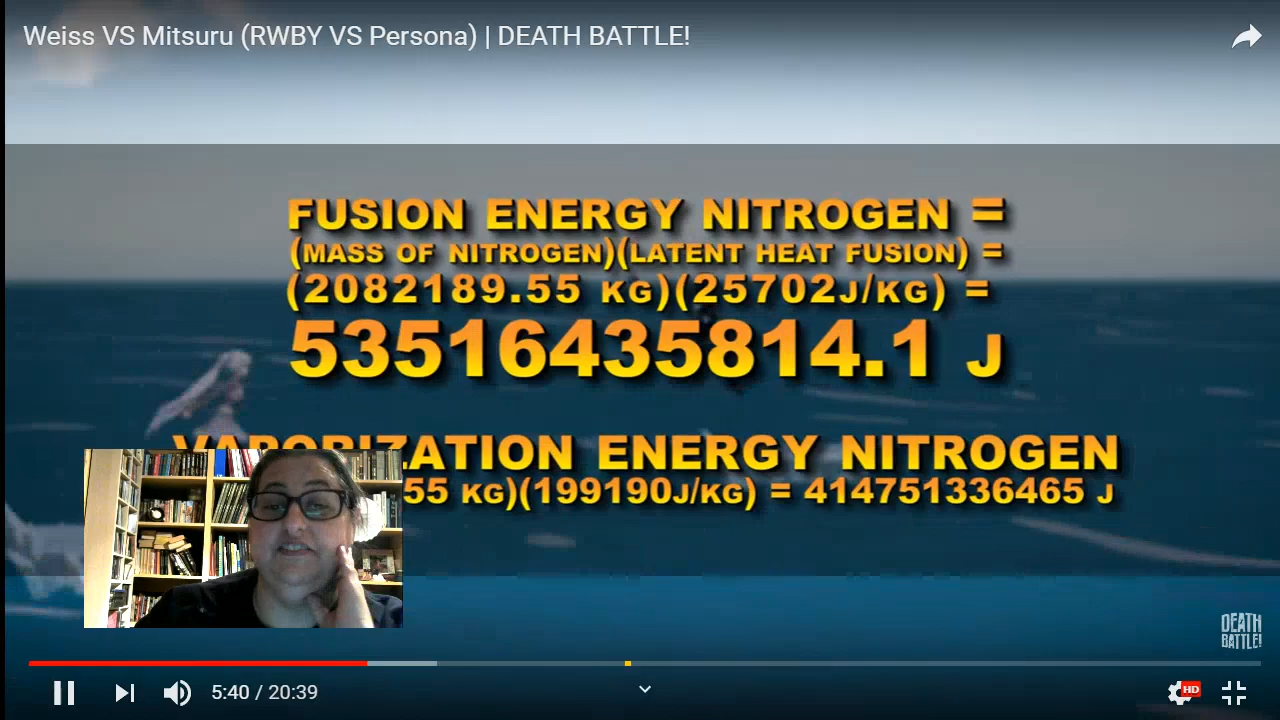 Weiss VS Mitsuru (RWBY VS Persona) | DEATH BATTLE!
FUSION ENERGY NITROGEN =
(MASS OF NITROGEN)(LATENT HEAT FUSION) =
(2082189.55 KG)(25702J/KG) =
53516435814.1 J
VAPORIZATION ENERGY NITROGEN
55 KG)(199190J/KG) = 414751336465 J
DEATH
BATTLE!
5:40 / 20:39
HD